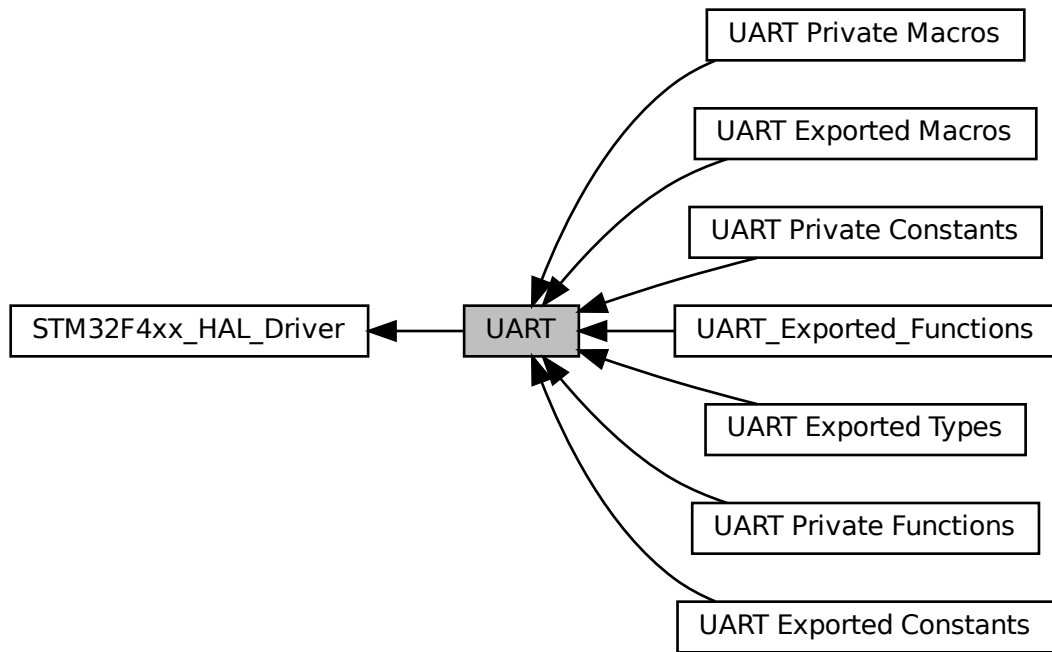 UART Private Macros
UART Exported Macros
UART Private Constants
STM32F4xx_HAL_Driver
UART
UART_Exported_Functions
UART Exported Types
UART Private Functions
UART Exported Constants